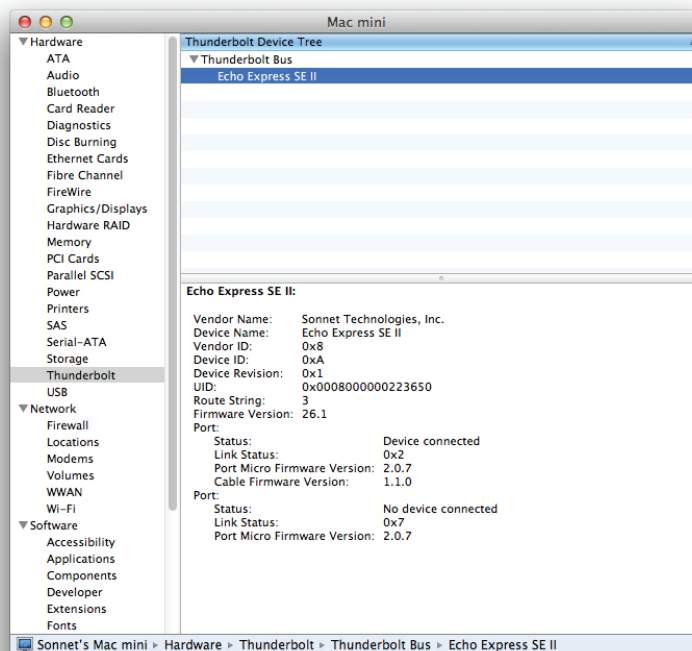 Mac mini
Hardware
ATA
Audio
Bluetooth
Card Reader
Diagnostics
Disc Burning
Ethernet Cards
Fibre Channel
FireWire
Graphics/Displays
Hardware RAID
Memory
PCI Cards
Parallel SCSI
Power
Printers
SAS
Serial-ATA
Storage
Thunderbolt
USB
Network
Firewall
Locations
Modems
Volumes
WWAN
Wi-Fi
Software
Accessibility
Applications
Components
Developer
Extensions
Fonts
Thunderbolt Device Tree
Thunderbolt Bus
Echo Express SE II
Echo Express SE II:
Vendor Name: Sonnet Technologies, Inc.
Device Name: Echo Express SE II
Vendor ID: 0x8
Device ID: 0xA
Device Revision: 0x1
UID: 0x0008000000223650
Route String: 3
Firmware Version: 26.1
Port:
Status: Device connected
Link Status: 0x2
Port Micro Firmware Version: 2.0.7
Cable Firmware Version: 1.1.0
Port:
Status: No device connected
Link Status: 0x7
Port Micro Firmware Version: 2.0.7
Sonnet's Mac mini ▸ Hardware ▸ Thunderbolt ▸ Thunderbolt Bus ▸ Echo Express SE II